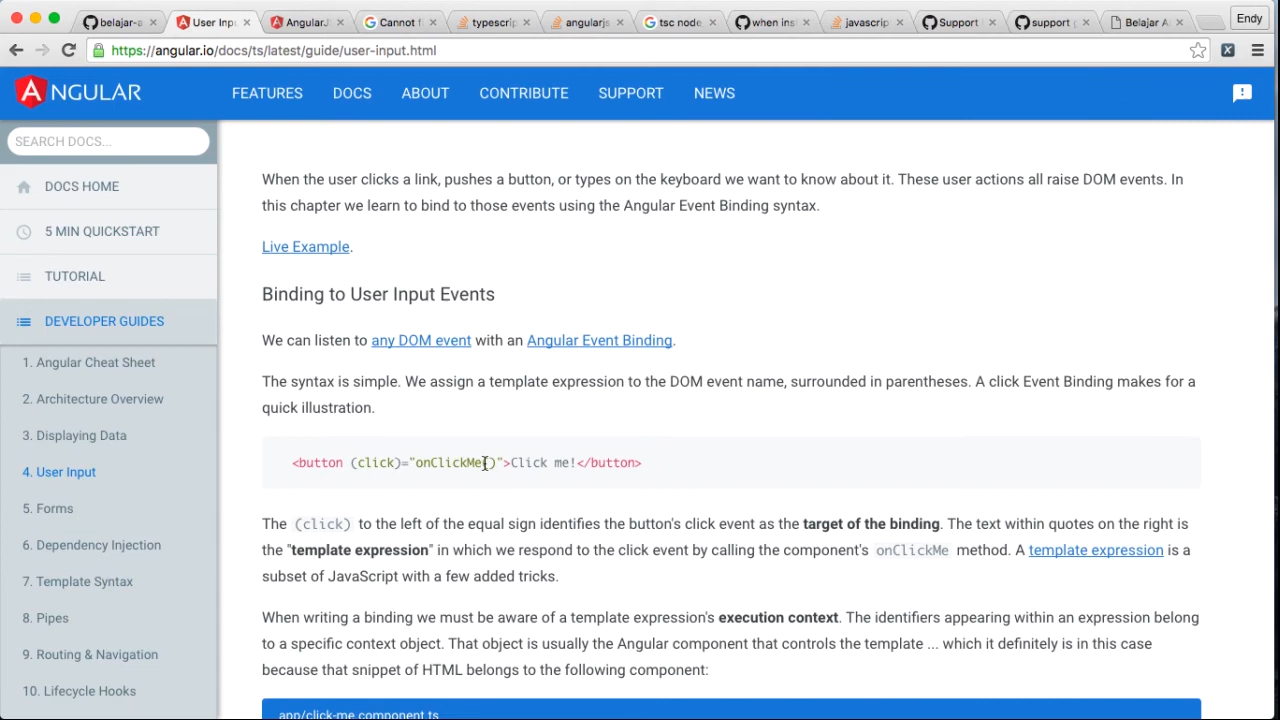 belajar-a
User Inpu
AngularJ
Cannot f
typescrip
angularjs
tsc node
when ins
javascrip
Support
support
Belajar A
Endy
https://angular.io/docs/ts/latest/guide/user-input.html
ANGULAR
FEATURES DOCS ABOUT CONTRIBUTE SUPPORT NEWS
SEARCH DOCS...
DOCS HOME
5 MIN QUICKSTART
TUTORIAL
DEVELOPER GUIDES
1. Angular Cheat Sheet
2. Architecture Overview
3. Displaying Data
4. User Input
5. Forms
6. Dependency Injection
7. Template Syntax
8. Pipes
9. Routing & Navigation
10. Lifecycle Hooks
When the user clicks a link, pushes a button, or types on the keyboard we want to know about it. These user actions all raise DOM events. In
this chapter we learn to bind to those events using the Angular Event Binding syntax.
Live Example.
Binding to User Input Events
We can listen to any DOM event with an Angular Event Binding.
The syntax is simple. We assign a template expression to the DOM event name, surrounded in parentheses. A click Event Binding makes for a
quick illustration.
<button (click)="onClickMe()">Click me!</button>
The (click) to the left of the equal sign identifies the button's click event as the target of the binding. The text within quotes on the right is
the "template expression" in which we respond to the click event by calling the component's onClickMe method. A template expression is a
subset of JavaScript with a few added tricks.
When writing a binding we must be aware of a template expression's execution context. The identifiers appearing within an expression belong
to a specific context object. That object is usually the Angular component that controls the template ... which it definitely is in this case
because that snippet of HTML belongs to the following component:
app/click-me.component.ts